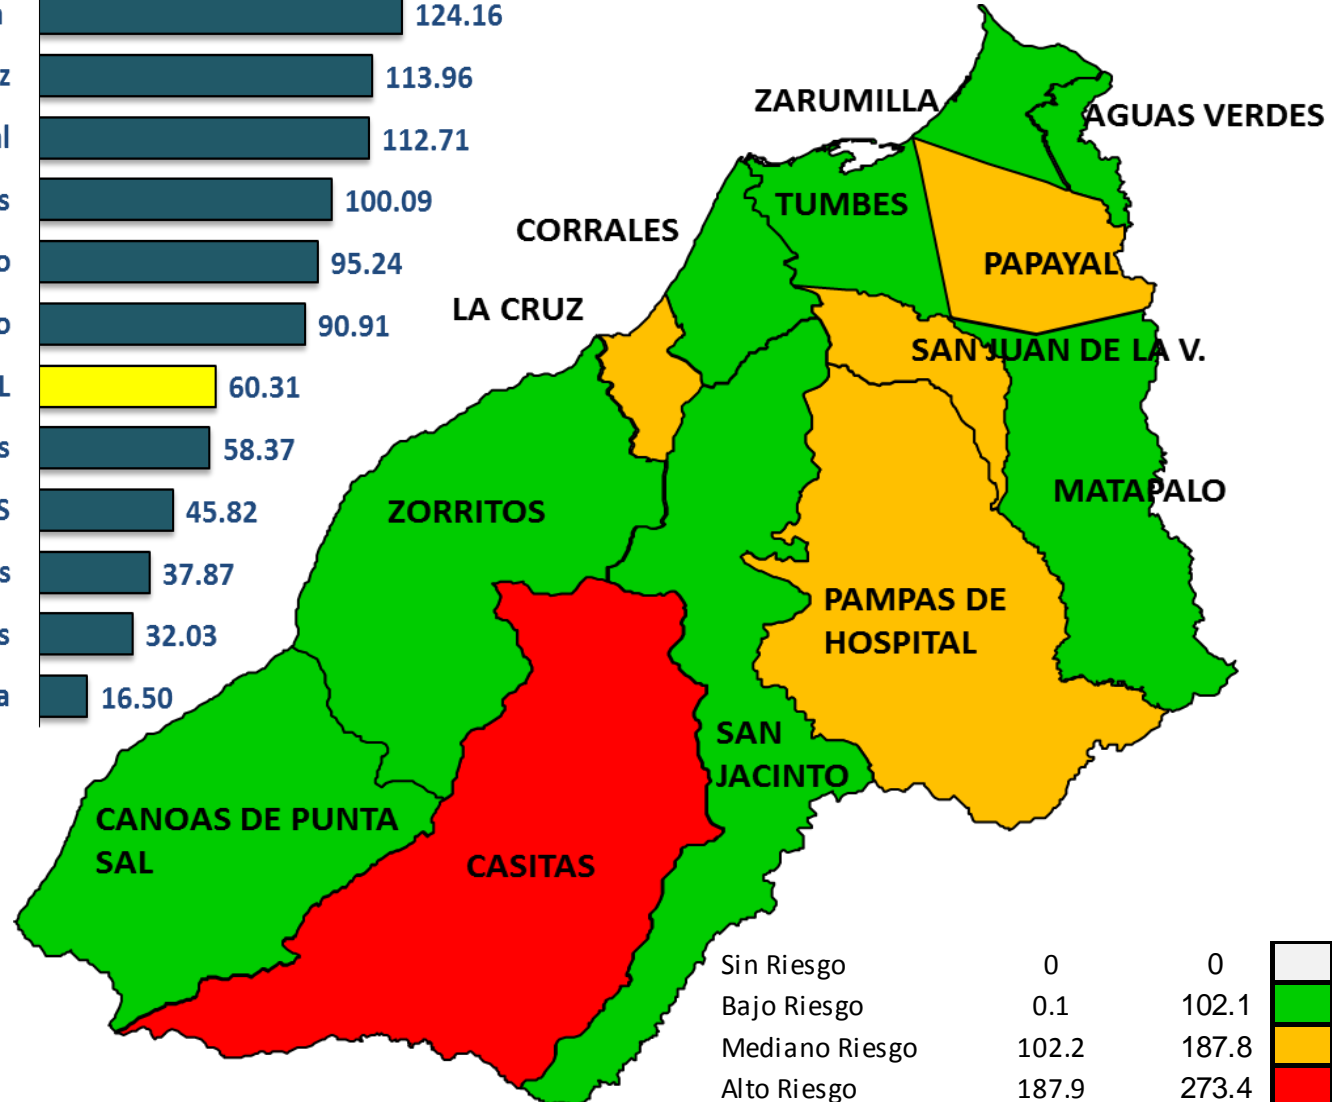 124.16
z 113.96
al 112.71
s 100.09
o 95.24
o 90.91
L 60.31
s 58.37
S 45.82
s 37.87
s 32.03
a 16.50
ZARUMILLA
AGUAS VERDES
TUMBES
CORRALES
PAPAYAL
LA CRUZ
SAN JUAN DE LA V.
MATAPALO
ZORRITOS
PAMPAS DE
HOSPITAL
SAN
JACINTO
CANOAS DE PUNTA
SAL
CASITAS
Sin Riesgo 0 0
Bajo Riesgo 0.1 102.1
Mediano Riesgo 102.2 187.8
Alto Riesgo 187.9 273.4